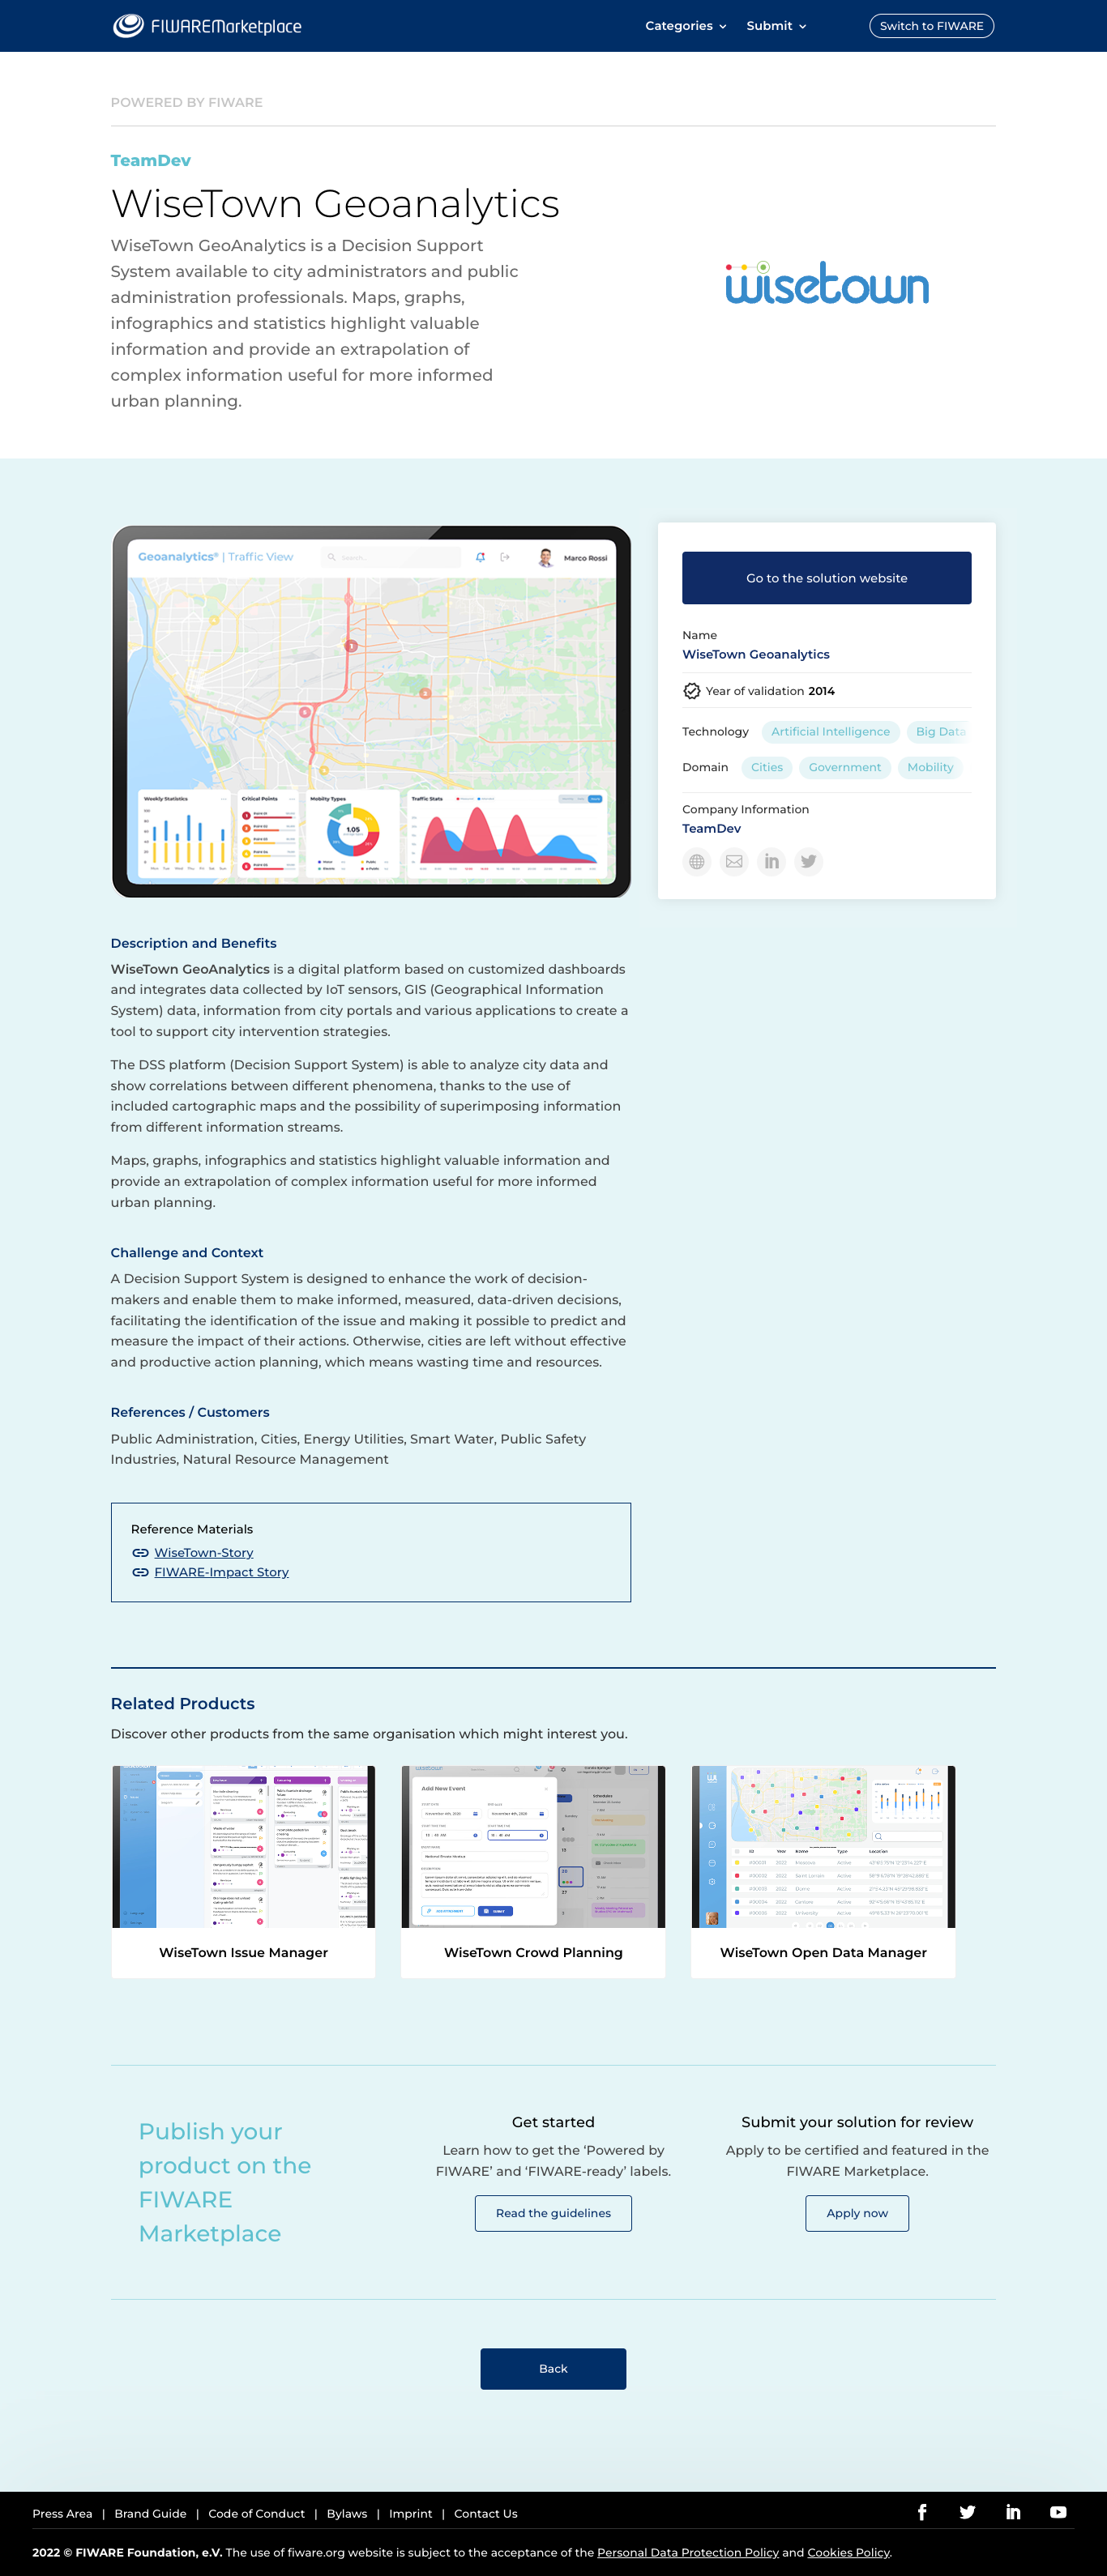 FIWAREMarketplace
Categories
Submit
Switch to FIWARE
POWERED BY FIWARE
TeamDev
WiseTown Geoanalytics
WiseTown GeoAnalytics is a Decision Support
System available to city administrators and public
administration professionals. Maps, graphs,
infographics and statistics highlight valuable
information and provide an extrapolation of
complex information useful for more informed
urban planning.
wisetown
Geoanalytics® | Traffic View
Search...
Marco Rossi
Weekly Statistics
Critical Points
Mobility Types
Traffic Stats
1.05
Go to the solution website
Name
WiseTown Geoanalytics
Year of validation 2014
Technology
Artificial Intelligence
Big Data
Domain
Cities
Government
Mobility
Company Information
TeamDev
Description and Benefits
WiseTown GeoAnalytics is a digital platform based on customized dashboards
and integrates data collected by IoT sensors, GIS (Geographical Information
System) data, information from city portals and various applications to create a
tool to support city intervention strategies.
The DSS platform (Decision Support System) is able to analyze city data and
show correlations between different phenomena, thanks to the use of
included cartographic maps and the possibility of superimposing information
from different information streams.
Maps, graphs, infographics and statistics highlight valuable information and
provide an extrapolation of complex information useful for more informed
urban planning.
Challenge and Context
A Decision Support System is designed to enhance the work of decision-
makers and enable them to make informed, measured, data-driven decisions,
facilitating the identification of the issue and making it possible to predict and
measure the impact of their actions. Otherwise, cities are left without effective
and productive action planning, which means wasting time and resources.
References / Customers
Public Administration, Cities, Energy Utilities, Smart Water, Public Safety
Industries, Natural Resource Management
Reference Materials
WiseTown-Story
FIWARE-Impact Story
Related Products
Discover other products from the same organisation which might interest you.
Add New Event
Schedules
WiseTown Issue Manager
WiseTown Crowd Planning
WiseTown Open Data Manager
Publish your
product on the
FIWARE
Marketplace
Get started
Learn how to get the ‘Powered by
FIWARE’ and ‘FIWARE-ready’ labels.
Read the guidelines
Submit your solution for review
Apply to be certified and featured in the
FIWARE Marketplace.
Apply now
Back
Press Area | Brand Guide | Code of Conduct | Bylaws | Imprint | Contact Us
2022 © FIWARE Foundation, e.V. The use of fiware.org website is subject to the acceptance of the Personal Data Protection Policy and Cookies Policy.